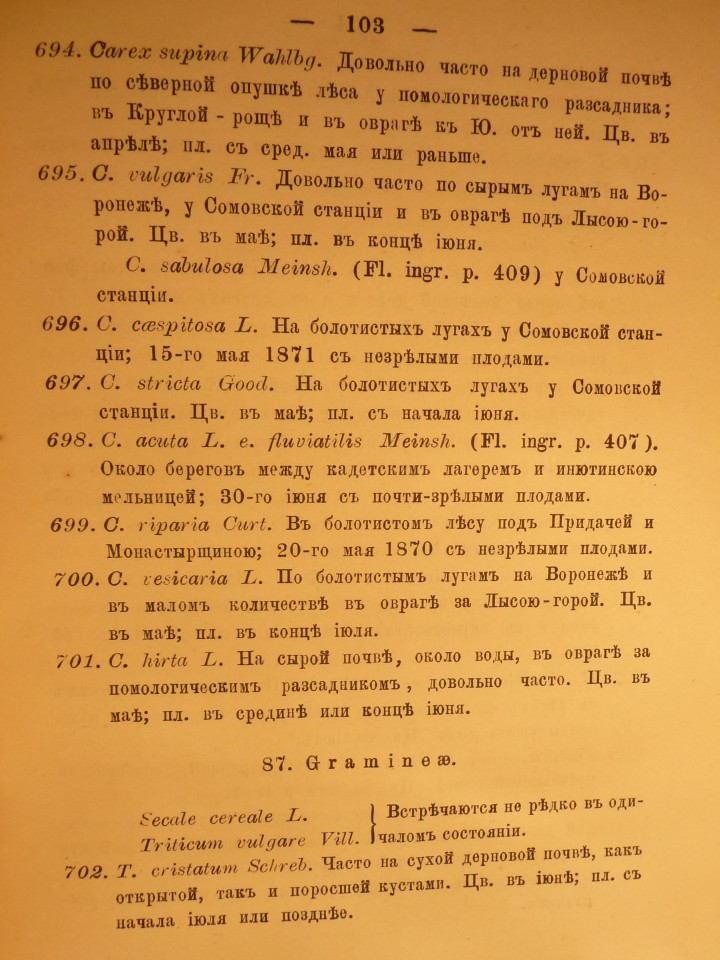 — 103 —
694. Carex supina Wahlbg. Довольно часто на дерновой почвѣ
по сѣверной опушкѣ лѣса у помологическаго разсадника;
въ Круглой-рощѣ и въ оврагѣ къ Ю. отъ ней. Цв. въ
апрѣлѣ; пл. съ сред. мая или раньше.
695. C. vulgaris Fr. Довольно часто по сырымъ лугамъ на Во-
ронежѣ, у Сомовской станціи и въ оврагѣ подъ Лысою-го-
рой. Цв. въ маѣ; пл. въ концѣ іюня.
C. sabulosa Meinsh. (Fl. ingr. p. 409) у Сомовской
станціи.
696. C. cæspitosa L. На болотистыхъ лугахъ у Сомовской стан-
ціи; 15-го мая 1871 съ незрѣлыми плодами.
697. C. stricta Good. На болотистыхъ лугахъ у Сомовской
станціи. Цв. въ маѣ; пл. съ начала іюня.
698. C. acuta L. e. fluviatilis Meinsh. (Fl. ingr. p. 407).
Около береговъ между кадетскимъ лагеремъ и инютинскою
мельницей; 30-го іюня съ почти-зрѣлыми плодами.
699. C. riparia Curt. Въ болотистомъ лѣсу подъ Придачей и
Монастырщиною; 20-го мая 1870 съ незрѣлыми плодами.
700. C. vesicaria L. По болотистымъ лугамъ на Воронежѣ и
въ маломъ количествѣ въ оврагѣ за Лысою-горой. Цв.
въ маѣ; пл. въ концѣ іюля.
701. C. hirta L. На сырой почвѣ, около воды, въ оврагѣ за
помологическимъ разсадникомъ, довольно часто. Цв. въ
маѣ; пл. въ срединѣ или концѣ іюня.
87. Gramineæ.
Secale cereale L. } Встрѣчаются не рѣдко въ оди-
Triticum vulgare Vill. } чаломъ состояніи.
702. T. cristatum Schreb. Часто на сухой дерновой почвѣ, какъ
открытой, такъ и поросшей кустами. Цв. въ іюнѣ; пл. съ
начала іюля или позднѣе.